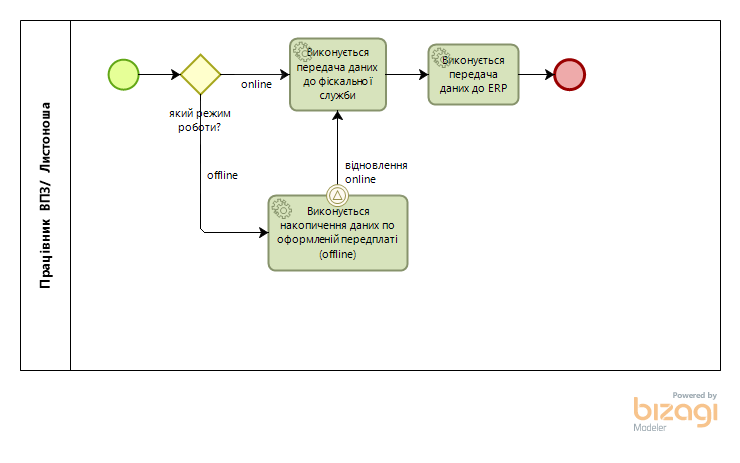 Працівник ВПЗ/ Листоноша
Виконується
передача даних
до фіскальної
служби
Виконується
передача
даних до ERP
online
який режим
роботи?
offline
відновлення
online
Виконується
накопичення даних по
оформленій передплаті
(offline)
Powered by
bizagi
Modeler